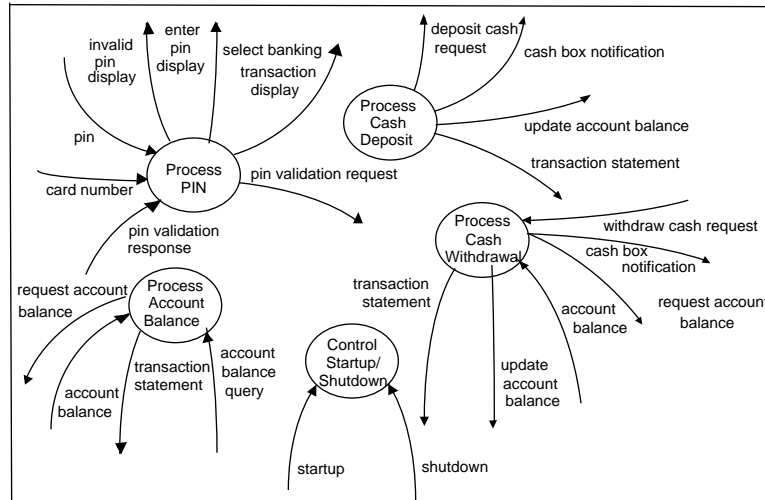 invalid
pin
display
enter
pin
display
select banking
transaction
display
pin
Process
PIN
card number
pin validation request
pin validation
response
deposit cash
request
cash box notification
Process
Cash
Deposit
update account balance
transaction statement
Process
Cash
Withdrawal
withdraw cash request
cash box
notification
request account
balance
account
balance
update
account
balance
transaction
statement
request account
balance
Process
Account
Balance
account
balance
transaction
statement
account
balance
query
Control
Startup/
Shutdown
startup
shutdown